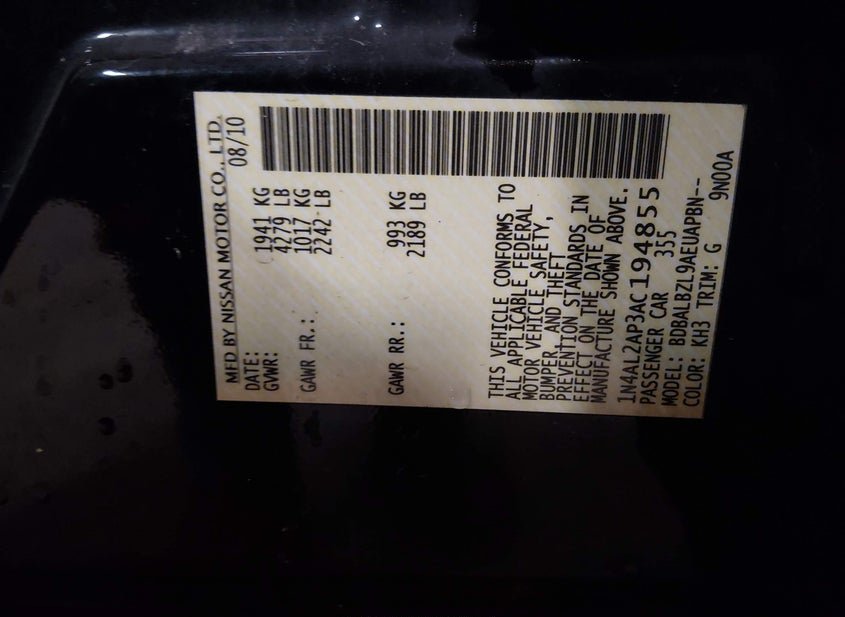 MFD BY NISSAN MOTOR CO., LTD.
DATE: 08/10
GVWR: 1941 KG
4279 LB
GAWR FR.: 1017 KG
2242 LB
GAWR RR.: 993 KG
2189 LB
THIS VEHICLE CONFORMS TO
ALL APPLICABLE FEDERAL
MOTOR VEHICLE SAFETY,
BUMPER, AND THEFT
PREVENTION STANDARDS IN
EFFECT ON THE DATE OF
MANUFACTURE SHOWN ABOVE.
1N4AL2AP3AC194855
PASSENGER CAR 355
MODEL: BDBALBZL9AEUAPBN--
COLOR: KH3 TRIM: G 9N00A